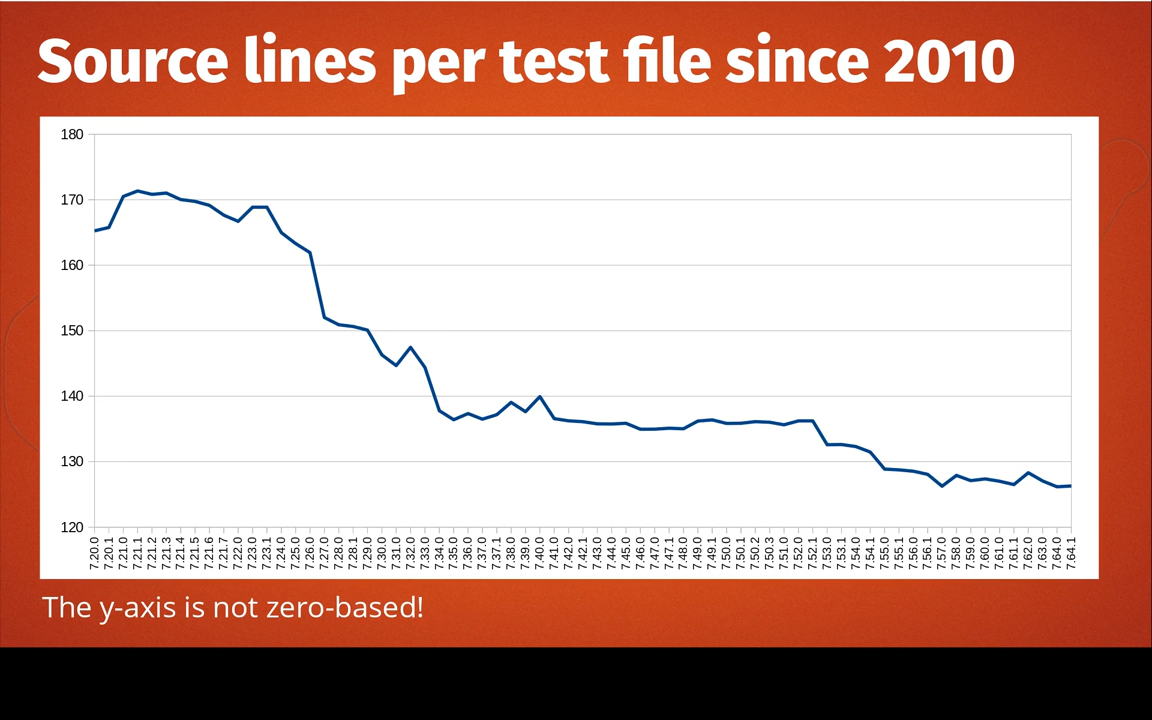 Source lines per test file since 2010
180
170
160
150
140
130
120
7.20.0 7.20.1 7.21.0 7.21.1 7.21.2 7.21.3 7.21.4 7.21.5 7.21.6 7.21.7 7.22.0 7.23.0 7.23.1 7.24.0 7.25.0 7.26.0 7.27.0 7.28.0 7.28.1 7.29.0 7.30.0 7.31.0 7.32.0 7.33.0 7.34.0 7.35.0 7.36.0 7.37.0 7.37.1 7.38.0 7.39.0 7.40.0 7.41.0 7.42.0 7.42.1 7.43.0 7.44.0 7.45.0 7.46.0 7.47.0 7.47.1 7.48.0 7.49.0 7.49.1 7.50.0 7.50.1 7.50.2 7.50.3 7.51.0 7.52.0 7.52.1 7.53.0 7.53.1 7.54.0 7.54.1 7.55.0 7.55.1 7.56.0 7.56.1 7.57.0 7.58.0 7.59.0 7.60.0 7.61.0 7.61.1 7.62.0 7.63.0 7.64.0 7.64.1
The y-axis is not zero-based!